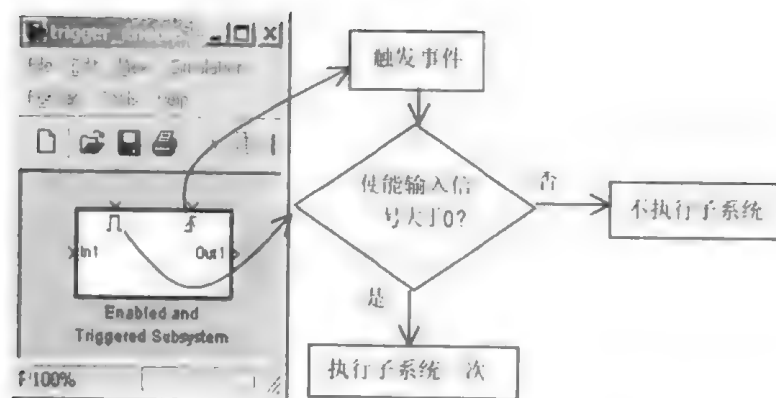 trigger_
触发事件
File Edit View Simulation
Format Tools Help
使能输入信
号大于0?
否
不执行子系统
In1
Out1
是
Enabled and
Triggered Subsystem
执行子系统 次
100%